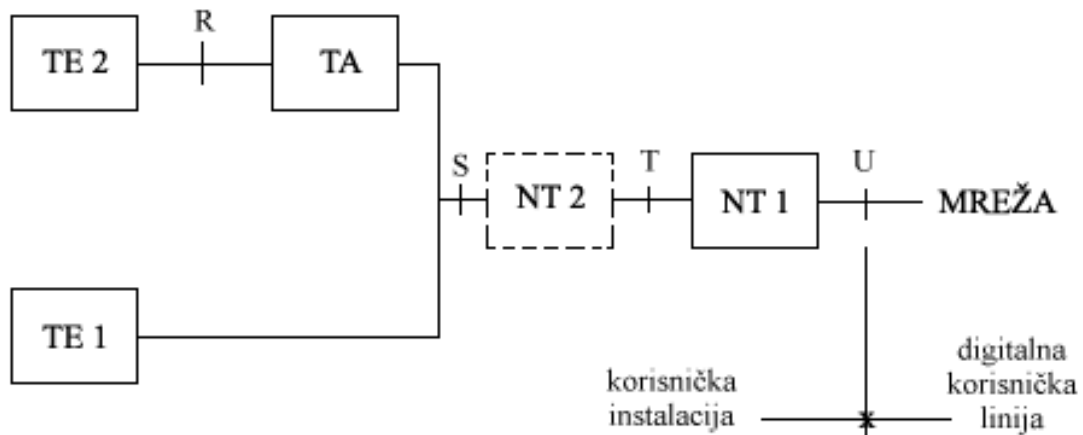 R
TE 2
TA
S
NT 2
T
NT 1
U
MREŽA
TE 1
korisnička
instalacija
digitalna
korisnička
linija